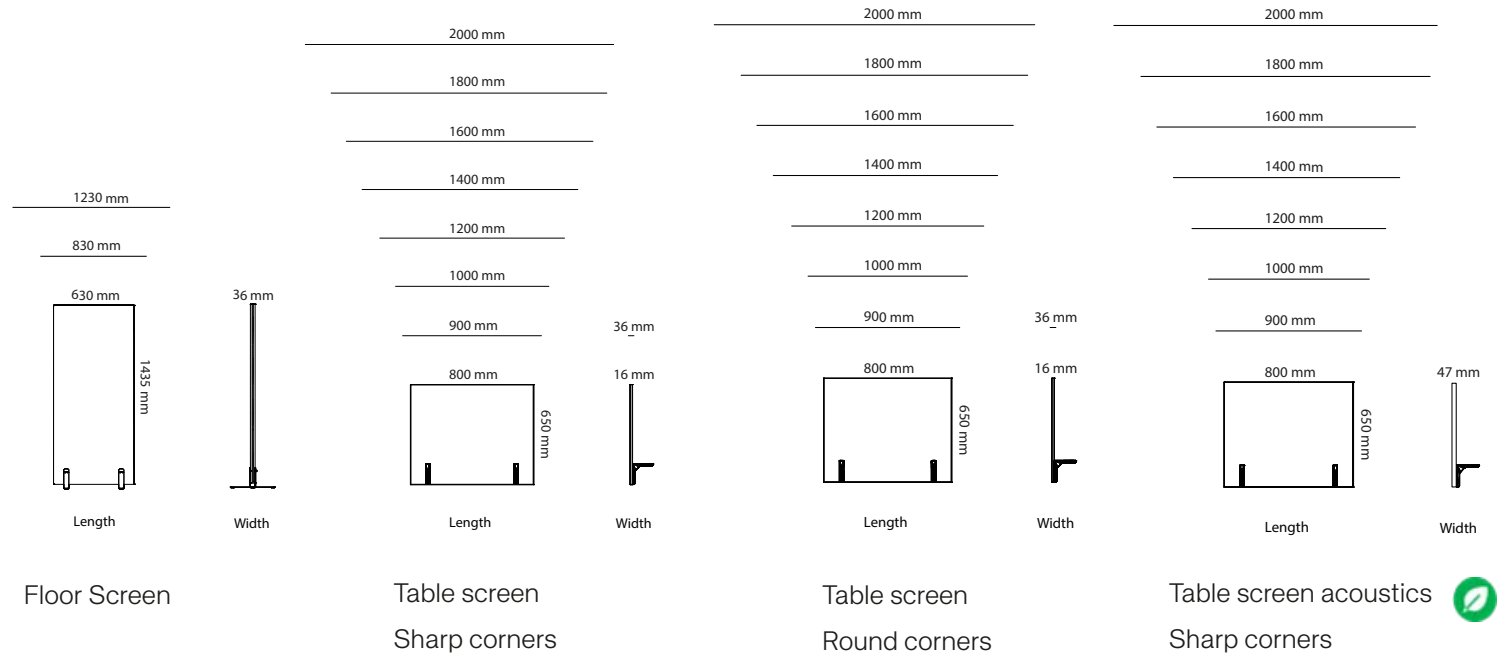 1230 mm
830 mm
630 mm
1435 mm
36 mm
Length
Width
Floor Screen
2000 mm
1800 mm
1600 mm
1400 mm
1200 mm
1000 mm
900 mm
800 mm
650 mm
36 mm
16 mm
Length
Width
Table screen
Sharp corners
2000 mm
1800 mm
1600 mm
1400 mm
1200 mm
1000 mm
900 mm
800 mm
650 mm
36 mm
16 mm
Length
Width
Table screen
Round corners
2000 mm
1800 mm
1600 mm
1400 mm
1200 mm
1000 mm
900 mm
800 mm
650 mm
47 mm
Length
Width
Table screen acoustics
Sharp corners